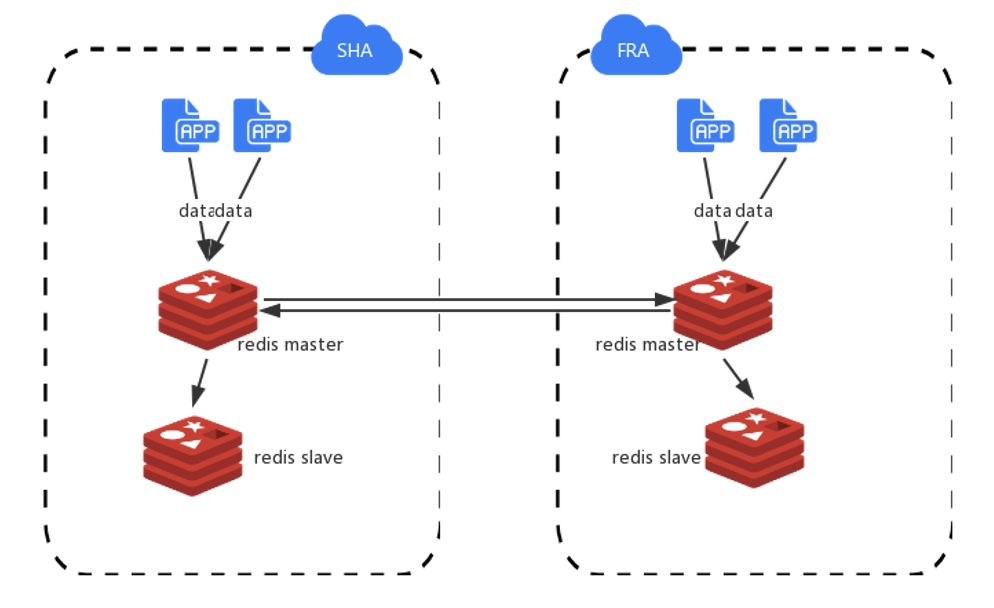 SHA
FRA
APP
APP
APP
APP
data
data
data
data
redis master
redis master
redis slave
redis slave